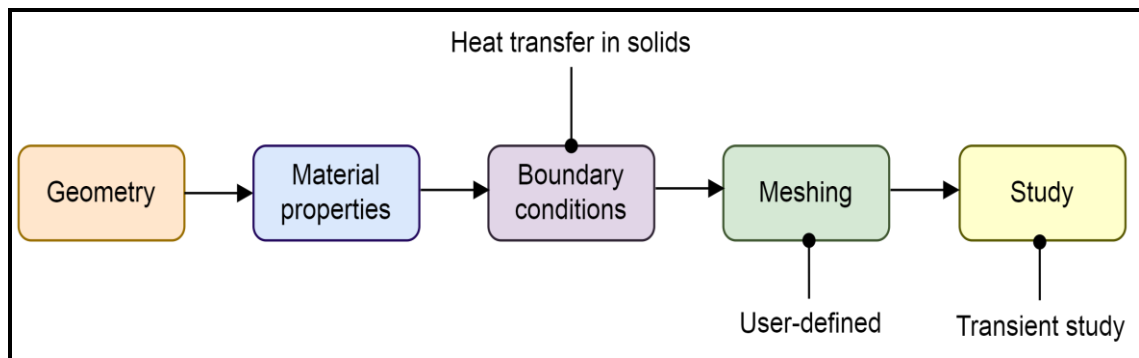 Heat transfer in solids
Geometry
Material
properties
Boundary
conditions
Meshing
Study
User-defined
Transient study